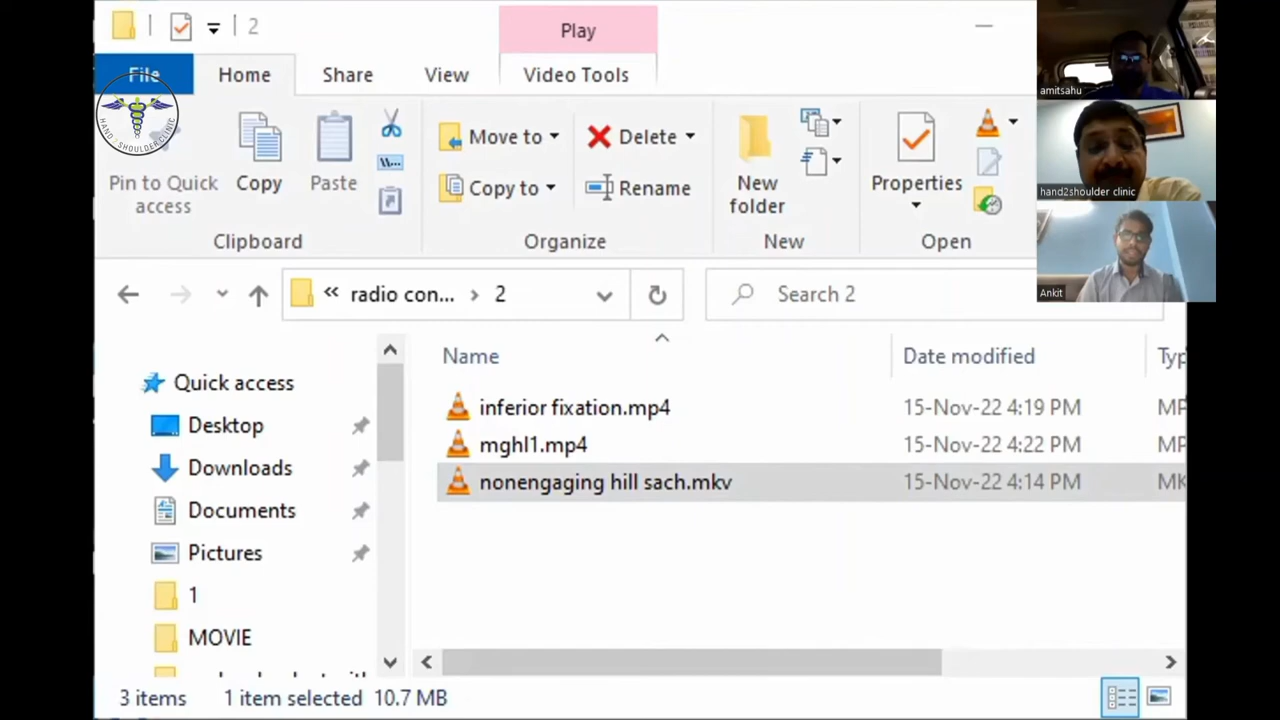 2
Play
File Home Share View Video Tools
HAND 2 SHOULDER CLINIC
Pin to Quick
access
Copy
Paste
Move to
Copy to
Delete
Rename
New
folder
Properties
Clipboard Organize New Open
radio con... 2
Search 2
Name Date modified Typ
inferior fixation.mp4 15-Nov-22 4:19 PM MP
mghl1.mp4 15-Nov-22 4:22 PM MP
nonengaging hill sach.mkv 15-Nov-22 4:14 PM MK
Quick access
Desktop
Downloads
Documents
Pictures
1
MOVIE
3 items 1 item selected 10.7 MB
amitsahu
hand2shoulder clinic
Ankit